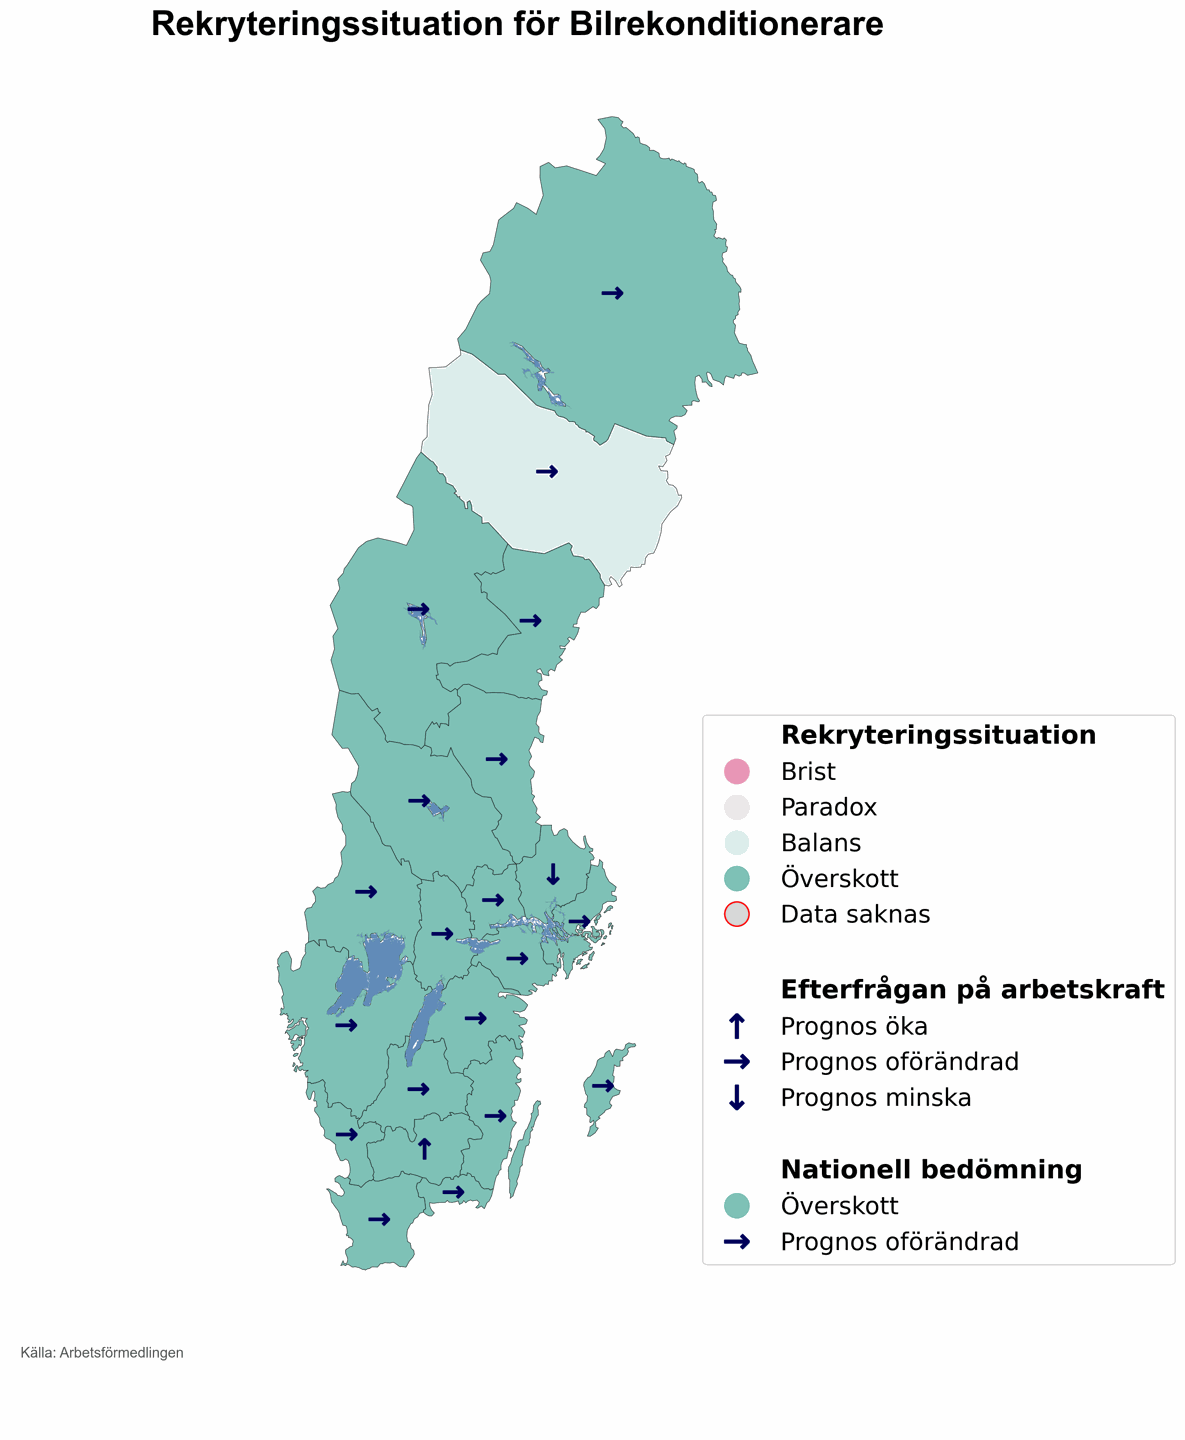 Rekryteringssituation för Bilrekonditionerare
Rekryteringssituation
Brist
Paradox
Balans
Överskott
Data saknas
Efterfrågan på arbetskraft
Prognos öka
Prognos oförändrad
Prognos minska
Nationell bedömning
Överskott
Prognos oförändrad
Källa: Arbetsförmedlingen